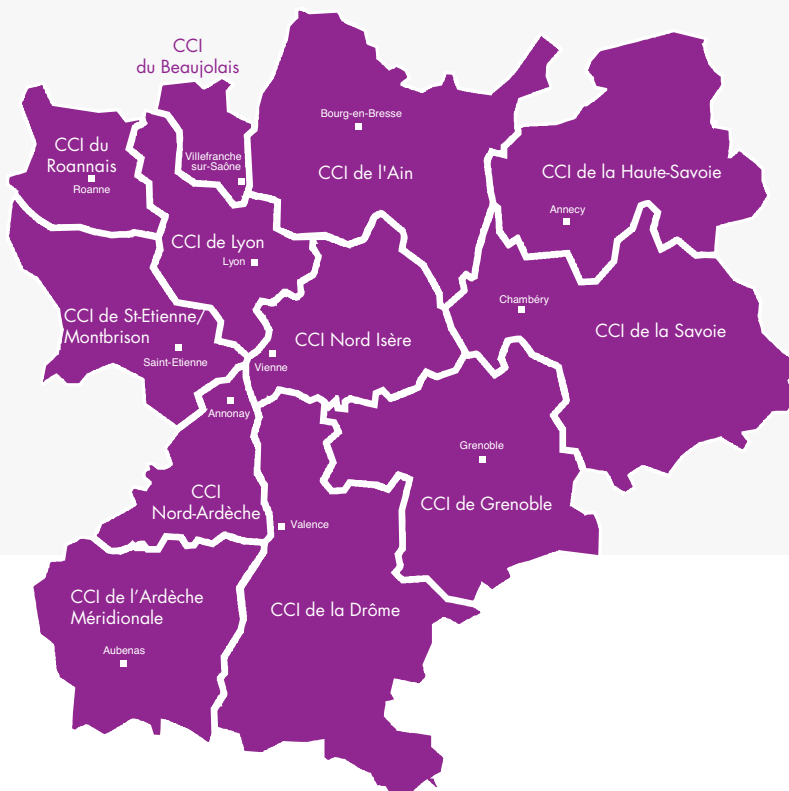 CCI
du Beaujolais
Bourg-en-Bresse
CCI du
Roannais
Roanne
Villefranche
sur-Saône
CCI de l'Ain
CCI de la Haute-Savoie
Annecy
CCI de Lyon
Lyon
Chambéry
CCI de St-Etienne/
Montbrison
Saint-Etienne
CCI Nord Isère
Vienne
CCI de la Savoie
Annonay
Grenoble
CCI
Nord-Ardèche
CCI de Grenoble
Valence
CCI de l'Ardèche
Méridionale
Aubenas
CCI de la Drôme